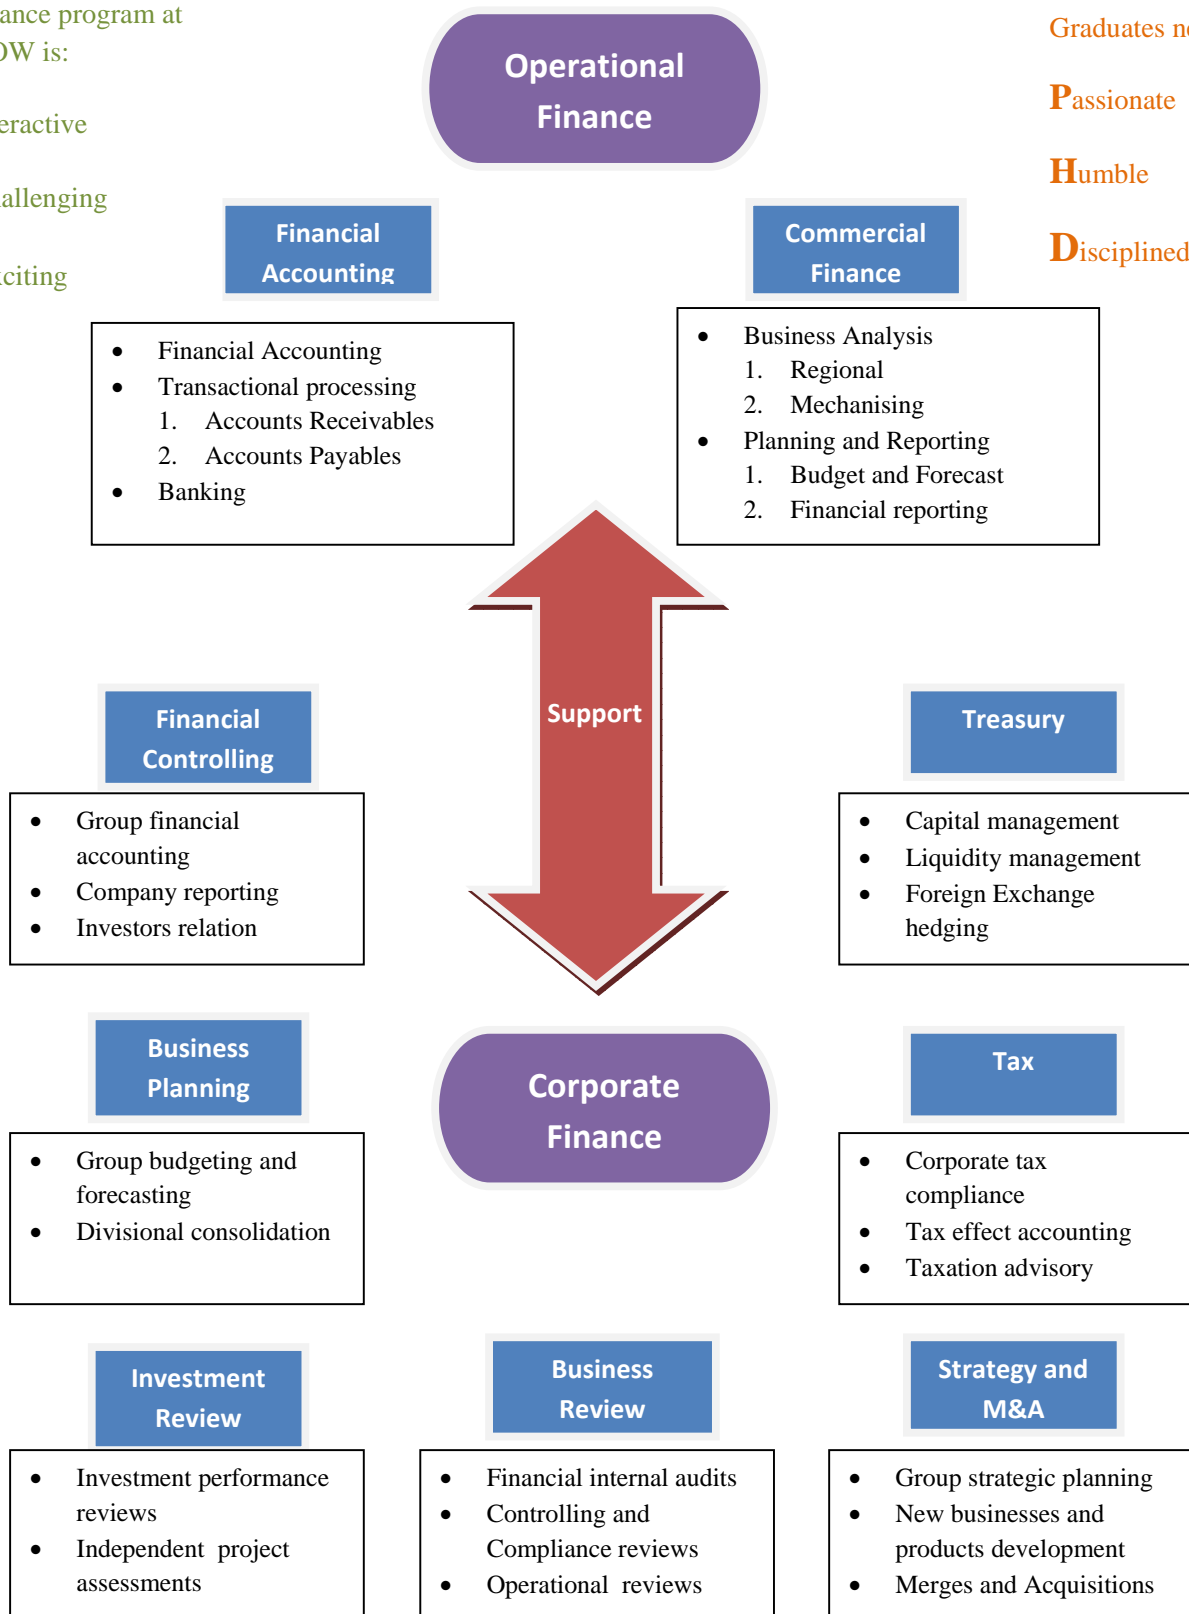 ance program at
OW is:
eractive
allenging
citing
Operational
Finance
Graduates ne
Passionate
Humble
Disciplined
Financial
Accounting
Commercial
Finance
• Financial Accounting
• Transactional processing
1. Accounts Receivables
2. Accounts Payables
• Banking
• Business Analysis
1. Regional
2. Mechanising
• Planning and Reporting
1. Budget and Forecast
2. Financial reporting
Support
Financial
Controlling
• Group financial
accounting
• Company reporting
• Investors relation
Treasury
• Capital management
• Liquidity management
• Foreign Exchange
hedging
Business
Planning
• Group budgeting and
forecasting
• Divisional consolidation
Corporate
Finance
Tax
• Corporate tax
compliance
• Tax effect accounting
• Taxation advisory
Investment
Review
• Investment performance
reviews
• Independent project
assessments
Business
Review
• Financial internal audits
• Controlling and
Compliance reviews
• Operational reviews
Strategy and
M&A
• Group strategic planning
• New businesses and
products development
• Merges and Acquisitions